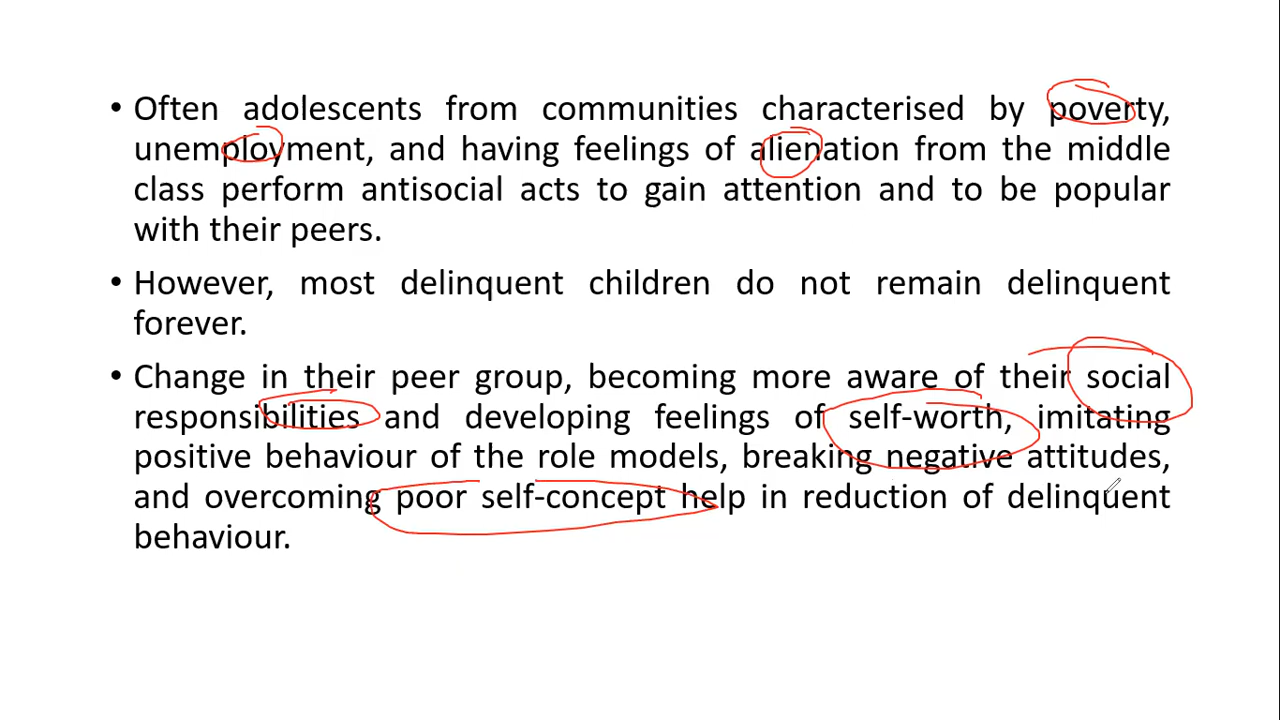 • Often adolescents from communities characterised by poverty,
unemployment, and having feelings of alienation from the middle
class perform antisocial acts to gain attention and to be popular
with their peers.
• However, most delinquent children do not remain delinquent
forever.
• Change in their peer group, becoming more aware of their social
responsibilities and developing feelings of self-worth, imitating
positive behaviour of the role models, breaking negative attitudes,
and overcoming poor self-concept help in reduction of delinquent
behaviour.